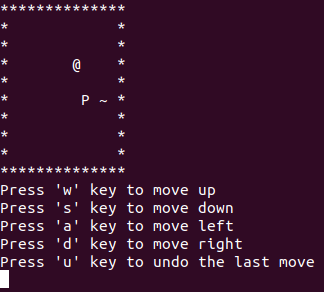 **************
*            *
*            *
*       @    *
*            *
*        P ~ *
*            *
*            *
*            *
**************
Press 'w' key to move up
Press 's' key to move down
Press 'a' key to move left
Press 'd' key to move right
Press 'u' key to undo the last move